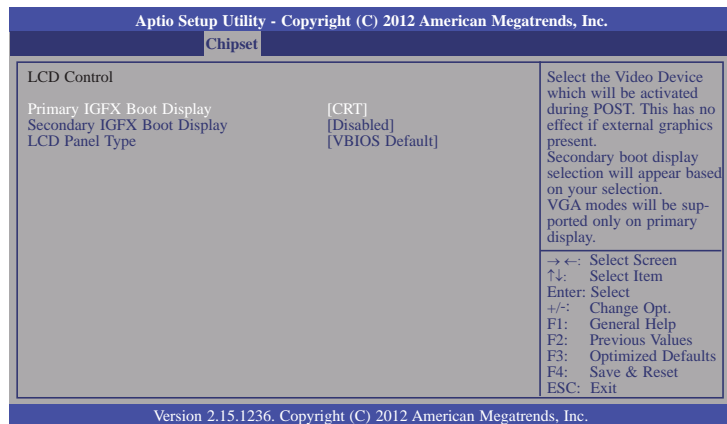 Aptio Setup Utility - Copyright (C) 2012 American Megatrends, Inc.
Chipset
LCD Control
Primary IGFX Boot Display [CRT]
Secondary IGFX Boot Display [Disabled]
LCD Panel Type [VBIOS Default]
Select the Video Device
which will be activated
during POST. This has no
effect if external graphics
present.
Secondary boot display
selection will appear based
on your selection.
VGA modes will be sup-
ported only on primary
display.
→ ←: Select Screen
↑↓: Select Item
Enter: Select
+/-: Change Opt.
F1: General Help
F2: Previous Values
F3: Optimized Defaults
F4: Save & Reset
ESC: Exit
Version 2.15.1236. Copyright (C) 2012 American Megatrends, Inc.